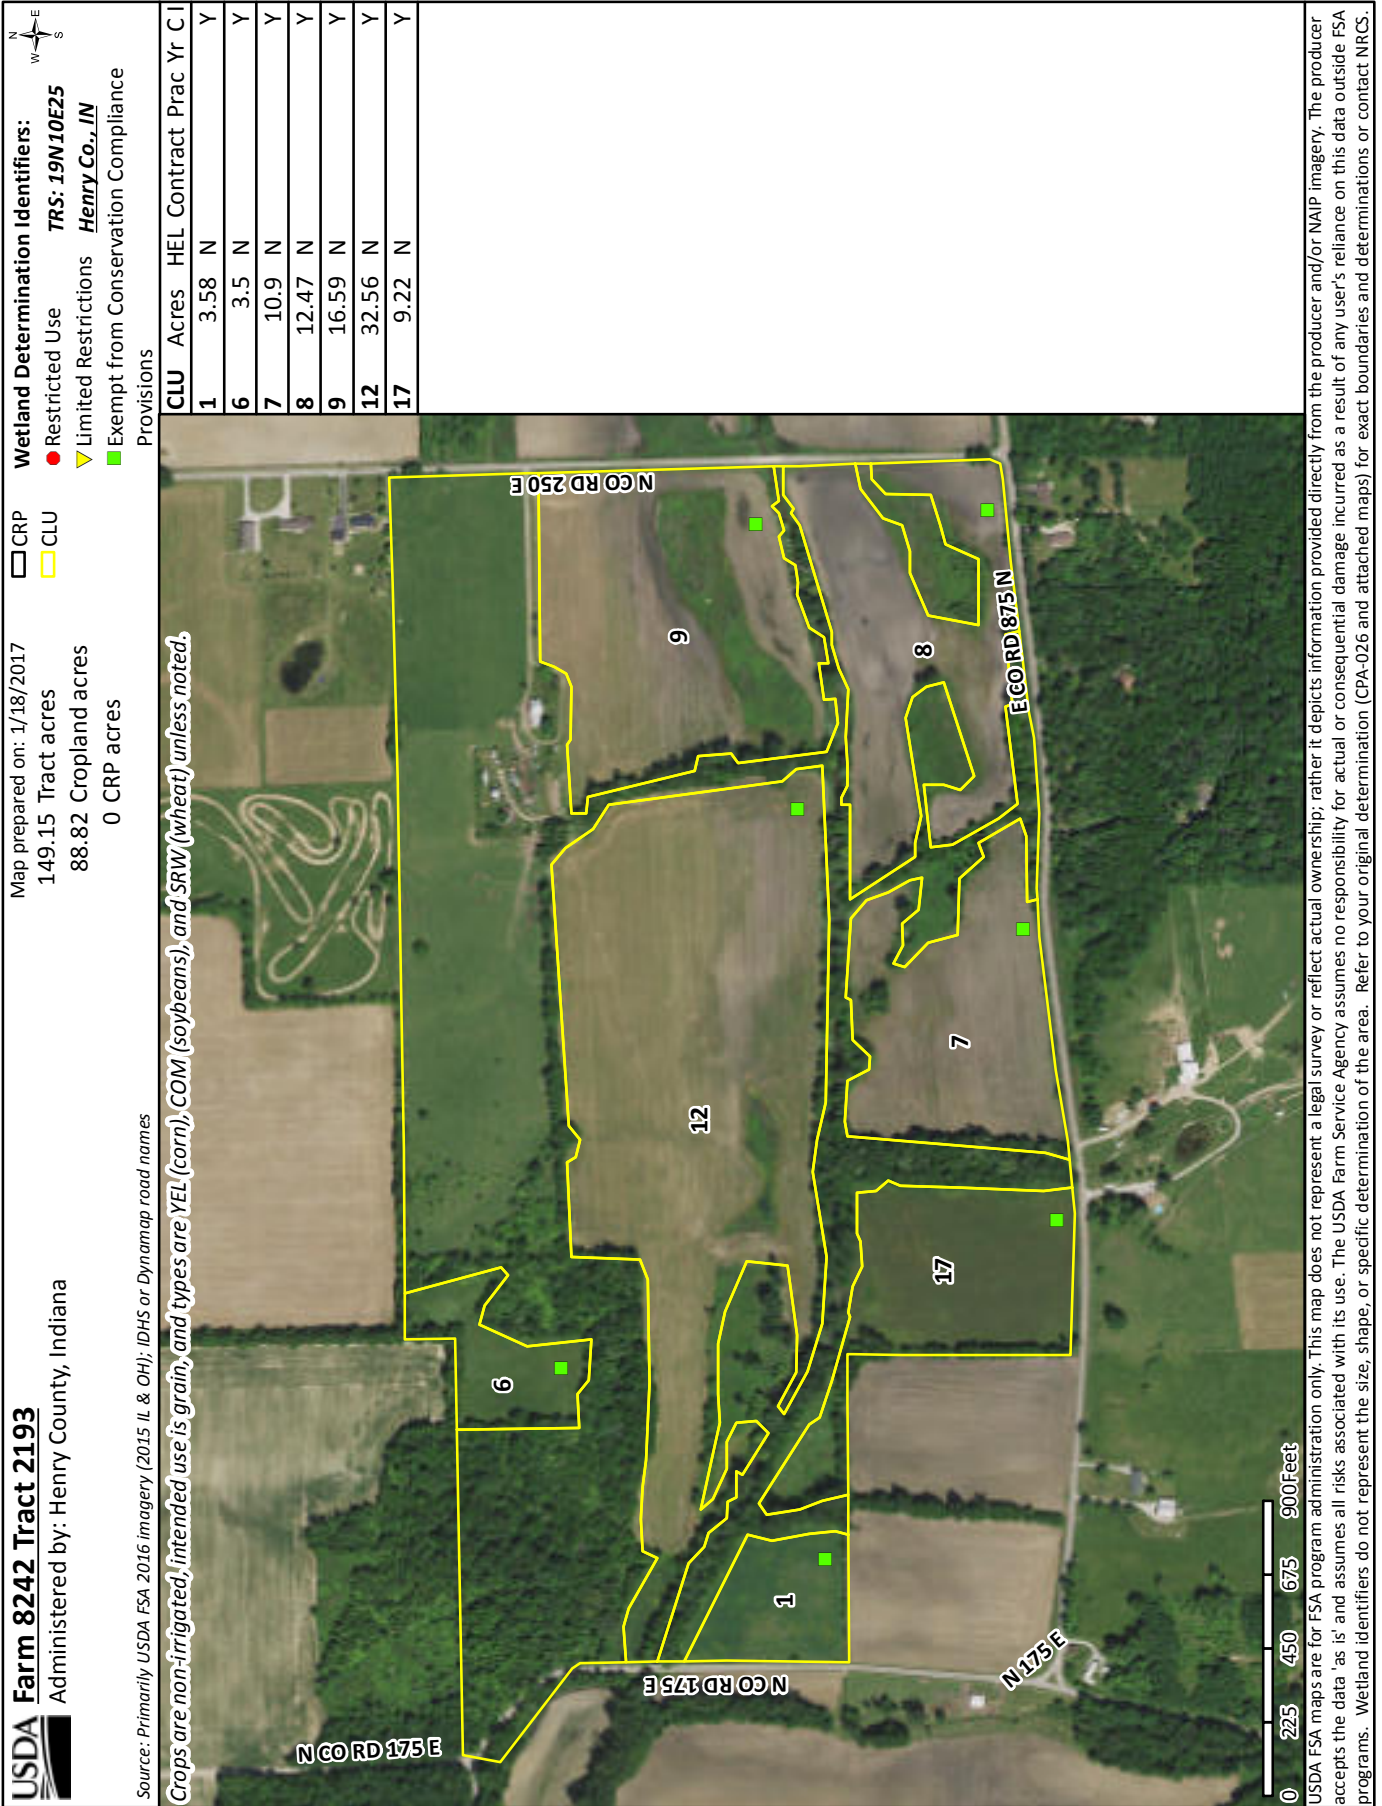 USDA
Farm 8242 Tract 2193
Administered by: Henry County, Indiana
Source: Primarily USDA FSA 2016 imagery (2015 IL & OH); IDHS or Dynamap road names
Map prepared on: 1/18/2017
149.15 Tract acres
88.82 Cropland acres
0 CRP acres
CRP
CLU
Wetland Determination Identifiers:
Restricted Use
TRS: 19N10E25
Limited Restrictions
Henry Co., IN
Exempt from Conservation Compliance
Provisions
N
E
S
W
Crops are non-irrigated, intended use is grain, and types are YEL (corn), COM (soybeans), and SRW (wheat) unless noted.
CLU Acres HEL Contract Prac Yr C I
1 3.58 N Y
6 3.5 N Y
7 10.9 N Y
8 12.47 N Y
9 16.59 N Y
12 32.56 N Y
17 9.22 N Y
N CO RD 175 E
6
12
9
N CO RD 250 E
N CO RD 175 E
1
17
7
8
E CO RD 875 N
N 175 E
0 225 450 675 900 Feet
USDA FSA maps are for FSA program administration only. This map does not represent a legal survey or reflect actual ownership; rather it depicts information provided directly from the producer and/or NAIP imagery. The producer
accepts the data 'as is' and assumes all risks associated with its use. The USDA Farm Service Agency assumes no responsibility for actual or consequential damage incurred as a result of any user's reliance on this data outside FSA
programs. Wetland identifiers do not represent the size, shape, or specific determination of the area. Refer to your original determination (CPA-026 and attached maps) for exact boundaries and determinations or contact NRCS.